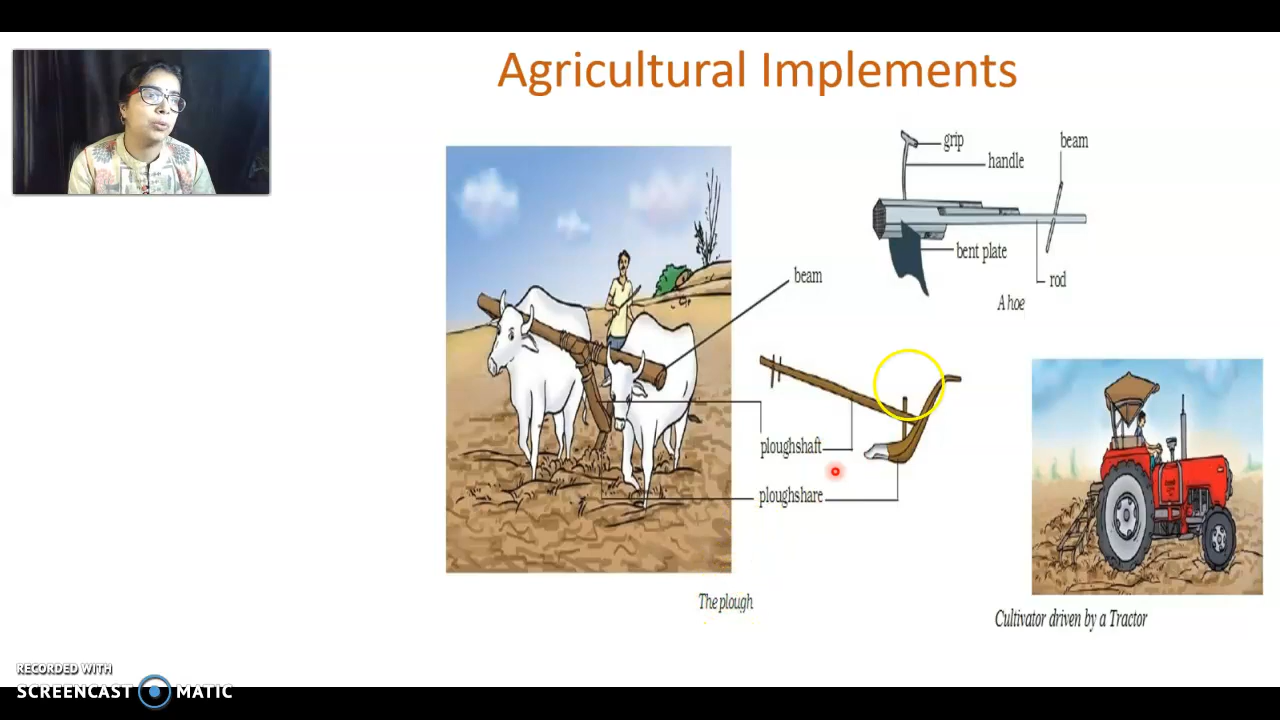 Agricultural Implements
grip
beam
handle
bent plate
rod
A hoe
beam
ploughshaft
ploughshare
The plough
Cultivator driven by a Tractor
RECORDED WITH
SCREENCAST MATIC